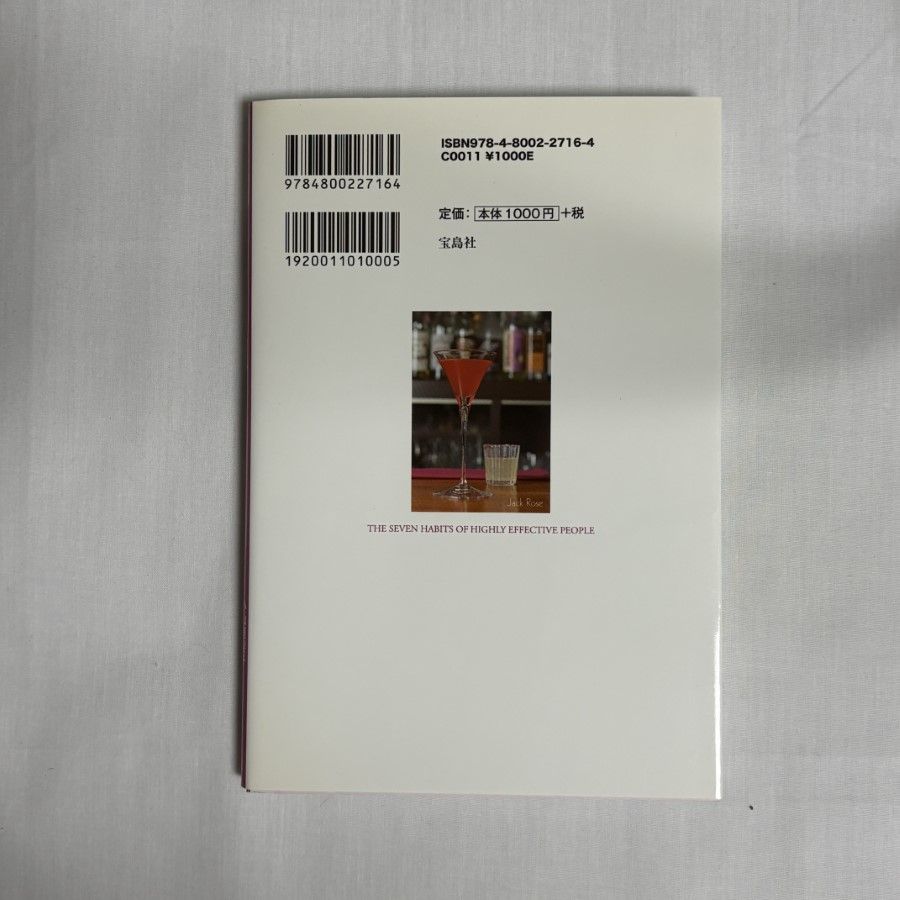 ISBN978-4-8002-2716-4
C0011 ¥1000E
9784800227164
定価: 本体1000円+税
1920011010005
宝島社
Jack Rose
THE SEVEN HABITS OF HIGHLY EFFECTIVE PEOPLE